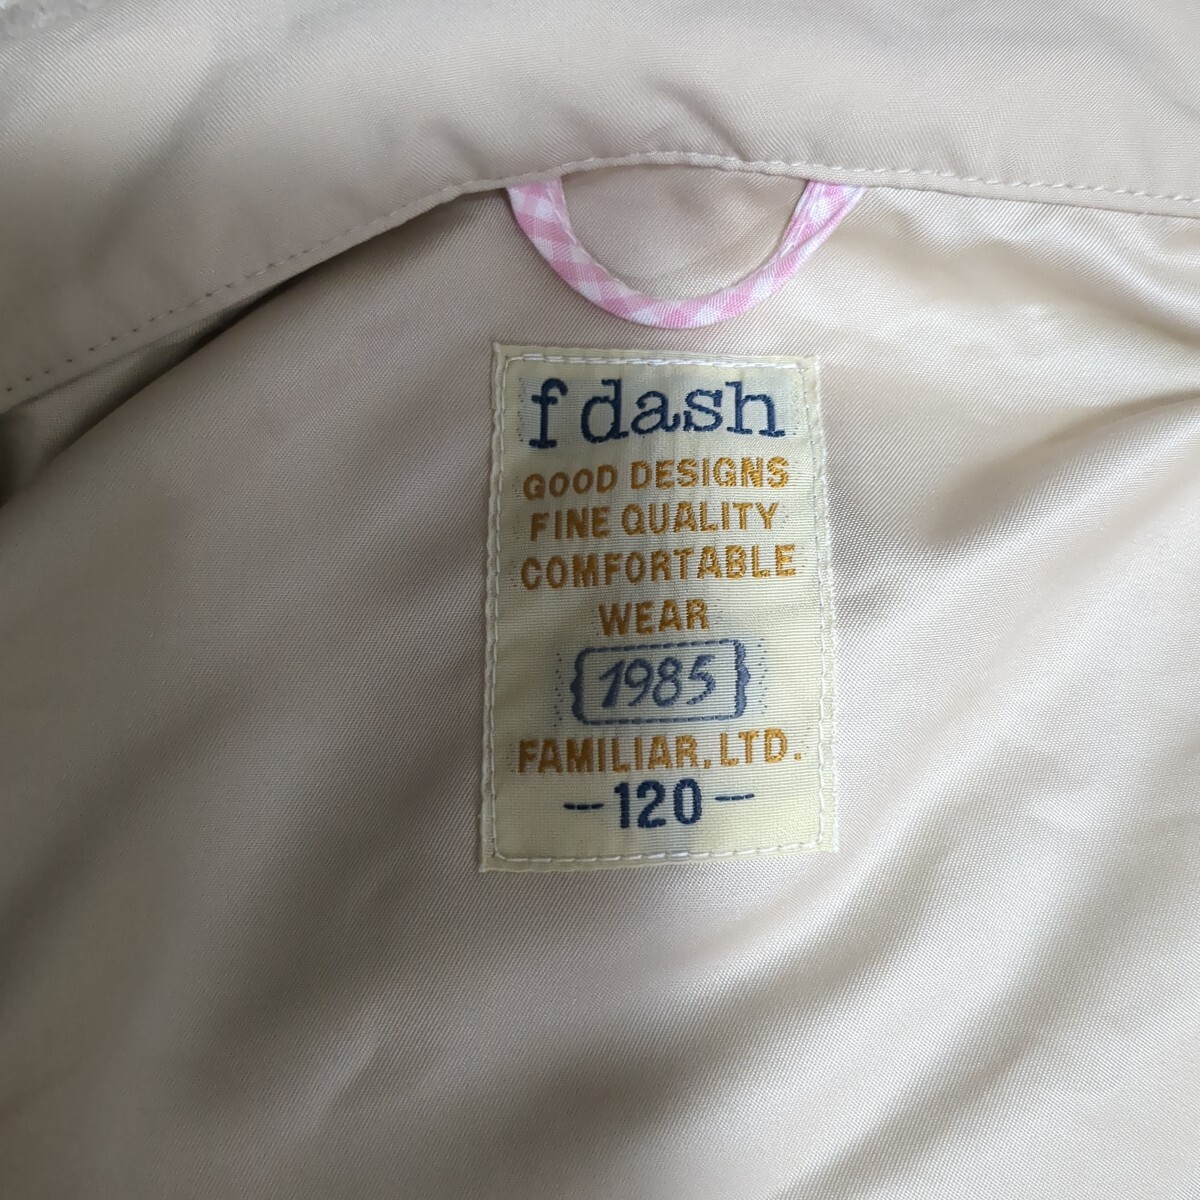 f dash
GOOD DESIGNS
FINE QUALITY
COMFORTABLE
WEAR
1985
FAMILIAR, LTD.
-120-